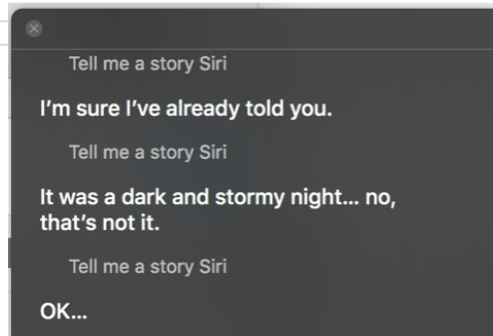 Tell me a story Siri
I'm sure I've already told you.
Tell me a story Siri
It was a dark and stormy night... no,
that's not it.
Tell me a story Siri
OK...